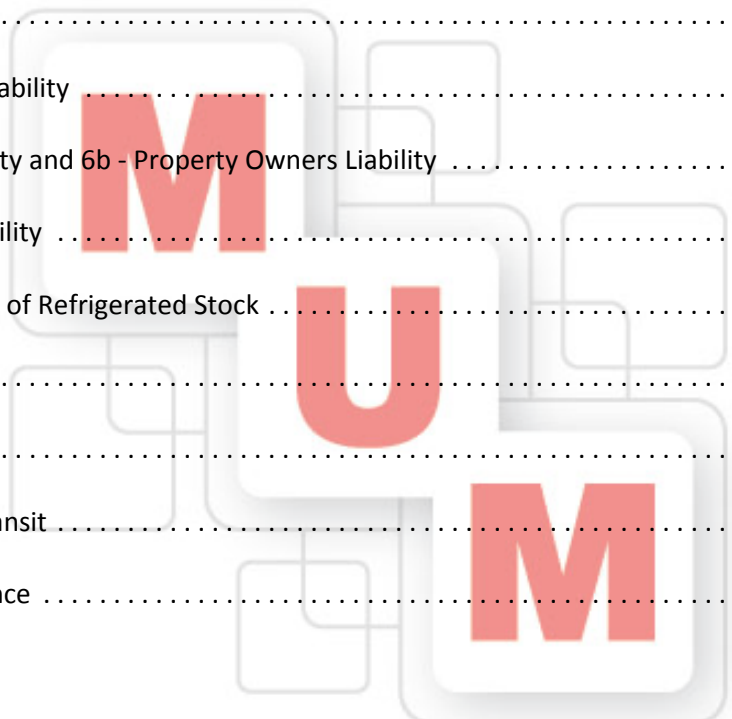 . . . . . . . . . . . . . . . . . . . . . . . . . . . . . . . . . . . . . . . .
ability . . . . . . . . . . . . . . . . . . . . . . . . . . . . . . . . . . . . .
M
ty and 6b - Property Owners Liability . . . . . . . . . . . . . . . .
ility . . . . . . . . . . . . . . . . . . . . . . . . . . . . . . . . . . . . . .
of Refrigerated Stock . . . . . . . . . . . . . . . . . . . . . . . . . .
U
. . . . . . . . . . . . . . . . . . . . . . . . . . . . . . . . . . . . . . . .
. . . . . . . . . . . . . . . . . . . . . . . . . . . . . . . . . . . . . . . .
nsit . . . . . . . . . . . . . . . . . . . . . . . . . . . . . . . . . . . . . .
M
nce . . . . . . . . . . . . . . . . . . . . . . . . . . . . . . . . . . . . . . .